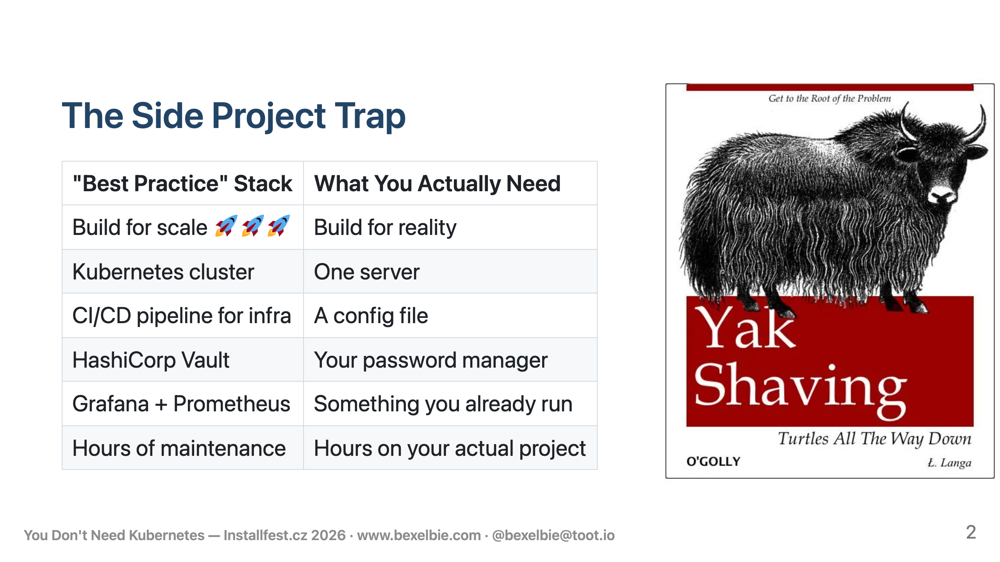 The Side Project Trap
"Best Practice" Stack What You Actually Need
Build for scale 🚀🚀🚀 Build for reality
Kubernetes cluster One server
CI/CD pipeline for infra A config file
HashiCorp Vault Your password manager
Grafana + Prometheus Something you already run
Hours of maintenance Hours on your actual project
Get to the Root of the Problem
Yak
Shaving
Turtles All The Way Down
O'GOLLY
Ł. Langa
You Don't Need Kubernetes — Installfest.cz 2026 · www.bexelbie.com · @bexelbie@toot.io
2